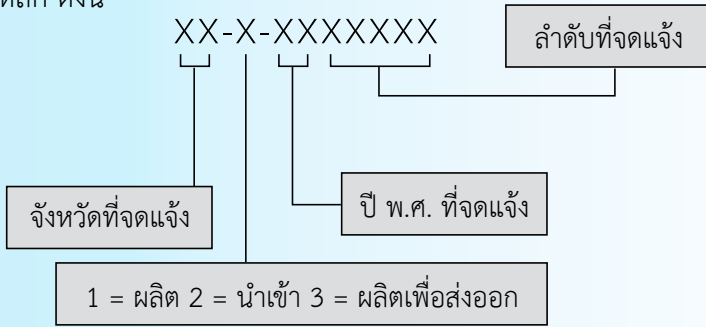 XX-X-XXXXXXX
ลำดับที่จดแจ้ง
จังหวัดที่จดแจ้ง
ปี พ.ศ. ที่จดแจ้ง
1 = ผลิต 2 = นำเข้า 3 = ผลิตเพื่อส่งออก